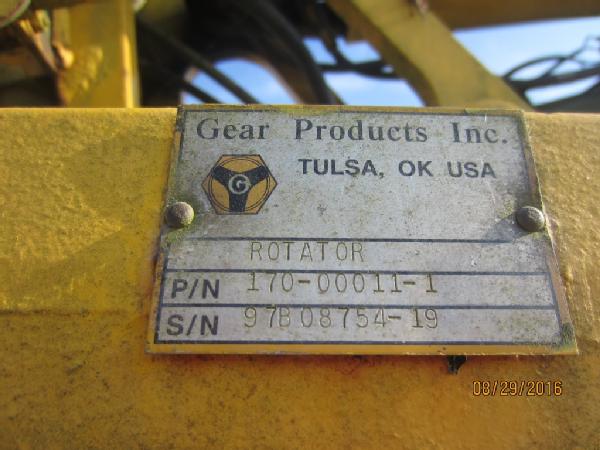 Gear Products Inc.
TULSA, OK USA
G
ROTATOR
P/N 170-00011-1
S/N 97B08754-19
08/29/2016